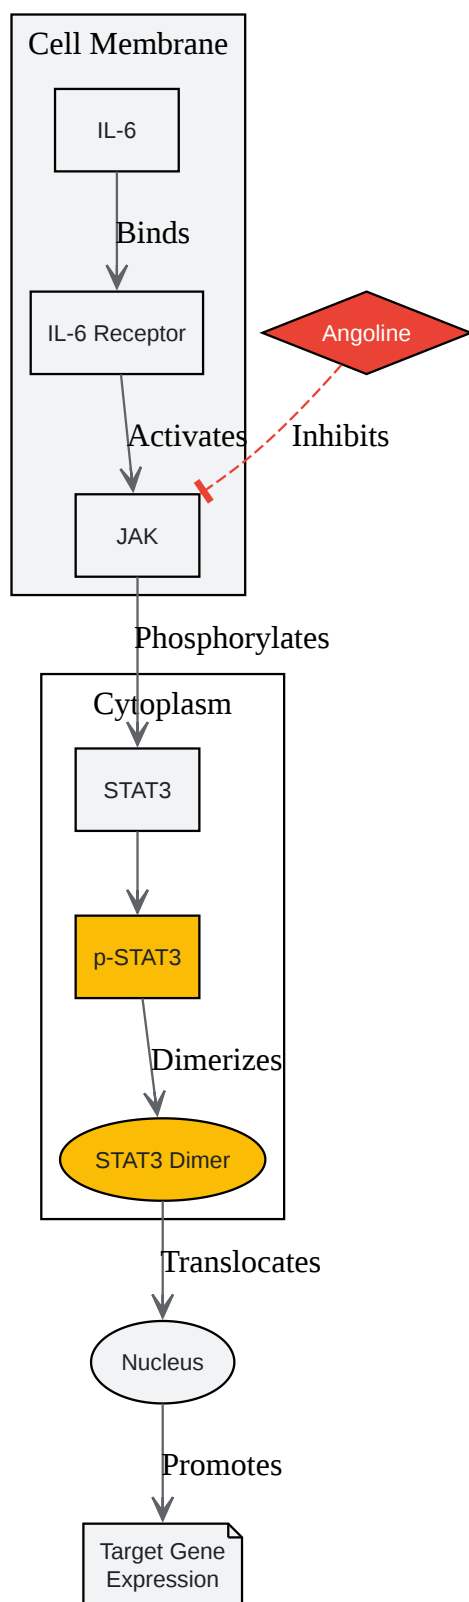 Cell Membrane
IL-6
Binds
IL-6 Receptor
Angoline
Activates
Inhibits
JAK
Phosphorylates
Cytoplasm
STAT3
p-STAT3
Dimerizes
STAT3 Dimer
Translocates
Nucleus
Promotes
Target Gene
Expression